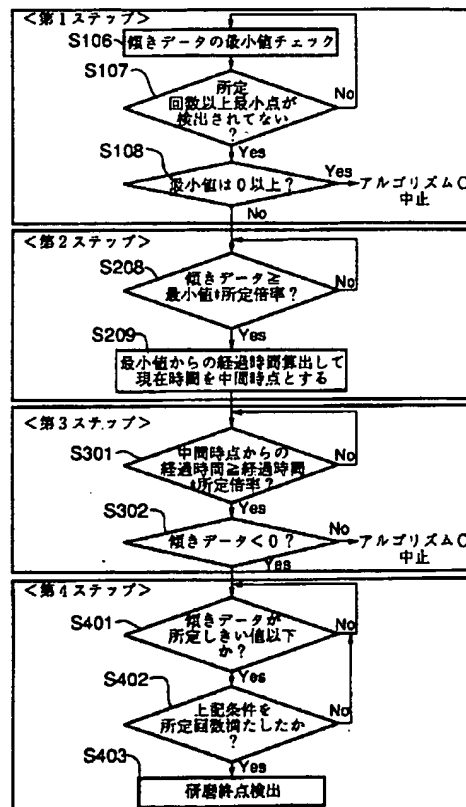 <第1ステップ>
S106
傾きデータの最小値チェック
S107
所定
回数以上最小点が
検出されてない
?
No
Yes
S108
最小値は0以上?
Yes
アルゴリズムC
中止
No
<第2ステップ>
S208
傾きデータ≧
最小値*所定倍率?
No
Yes
S209
最小値からの経過時間算出して
現在時間を中間時点とする
<第3ステップ>
S301
中間時点からの
経過時間≧経過時間
*所定倍率?
No
Yes
S302
傾きデータ<0?
No
アルゴリズムC
中止
Yes
<第4ステップ>
S401
傾きデータが
所定しきい値以下
か?
No
Yes
S402
上記条件を
所定回数満たしたか
?
No
Yes
S403
研磨終点検出